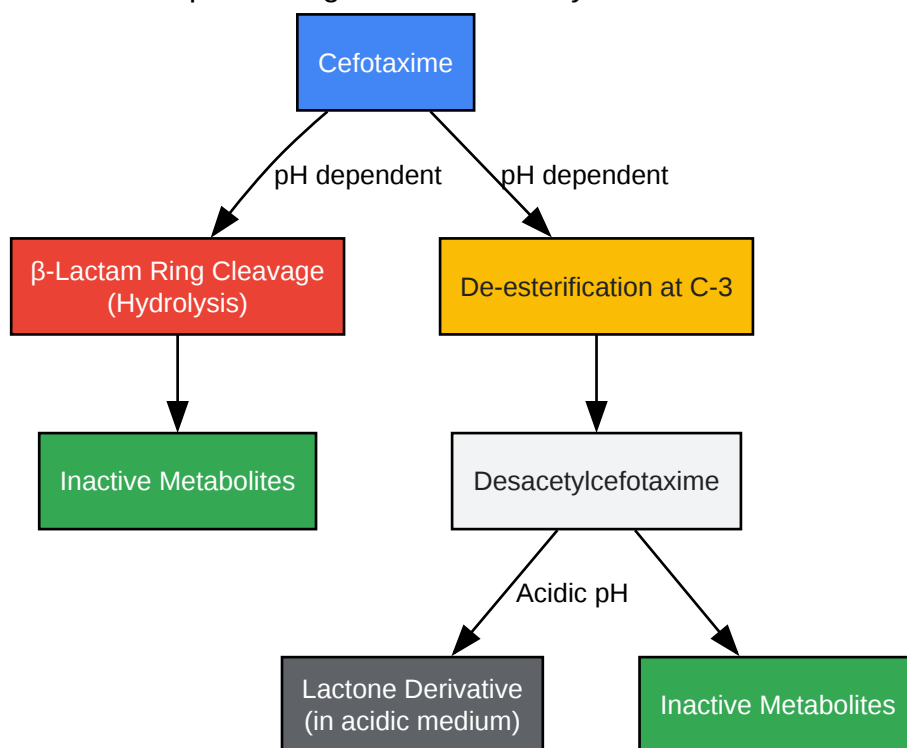 Cefotaxime
pH dependent
pH dependent
β-Lactam Ring Cleavage
(Hydrolysis)
De-esterification at C-3
Inactive Metabolites
Desacetylcefotaxime
Acidic pH
Lactone Derivative
(in acidic medium)
Inactive Metabolites